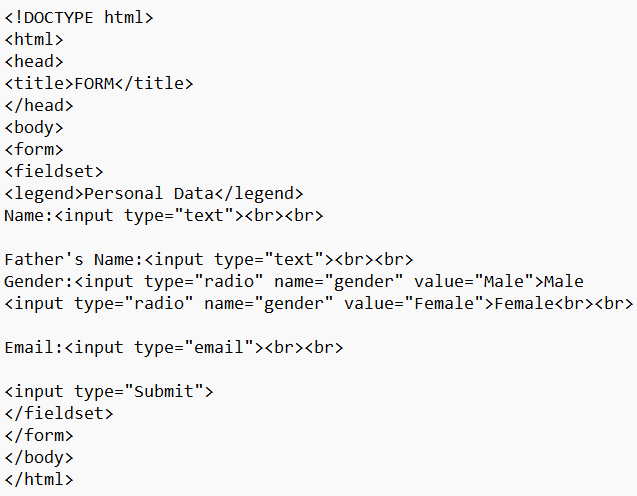 <!DOCTYPE html>
<html>
<head>
<title>FORM</title>
</head>
<body>
<form>
<fieldset>
<legend>Personal Data</legend>
Name:<input type="text"><br><br>

Father's Name:<input type="text"><br><br>
Gender:<input type="radio" name="gender" value="Male">Male
<input type="radio" name="gender" value="Female">Female<br><br>

Email:<input type="email"><br><br>

<input type="Submit">
</fieldset>
</form>
</body>
</html>